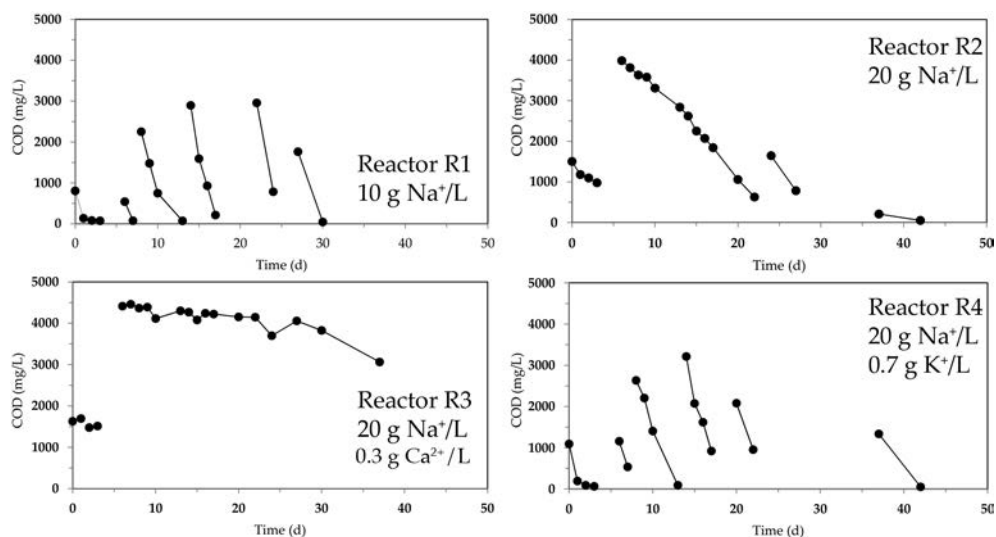 5000
4000
3000
2000
1000
0
COD (mg/L)
0 10 20 30 40 50
Time (d)
Reactor R1
10 g Na⁺/L
5000
4000
3000
2000
1000
0
COD (mg/L)
0 10 20 30 40 50
Time (d)
Reactor R2
20 g Na⁺/L
5000
4000
3000
2000
1000
0
COD (mg/L)
0 10 20 30 40 50
Time (d)
Reactor R3
20 g Na⁺/L
0.3 g Ca²⁺/L
5000
4000
3000
2000
1000
0
COD (mg/L)
0 10 20 30 40 50
Time (d)
Reactor R4
20 g Na⁺/L
0.7 g K⁺/L